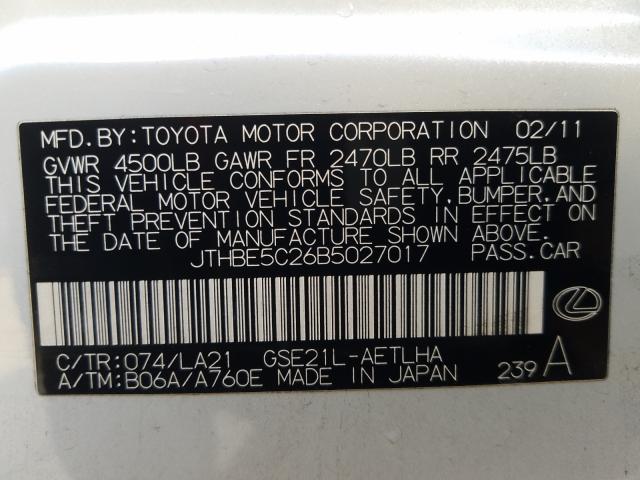 MFD.BY:TOYOTA MOTOR CORPORATION 02/11
GVWR 4500LB GAWR FR 2470LB RR 2475LB
THIS VEHICLE CONFORMS TO ALL APPLICABLE
FEDERAL MOTOR VEHICLE SAFETY,BUMPER,AND
THEFT PREVENTION STANDARDS IN EFFECT ON
THE DATE OF MANUFACTURE SHOWN ABOVE.
JTHBE5C26B5027017 PASS.CAR
C/TR:074/LA21 GSE21L-AETLHA
A/TM:B06A/A760E MADE IN JAPAN 239 A